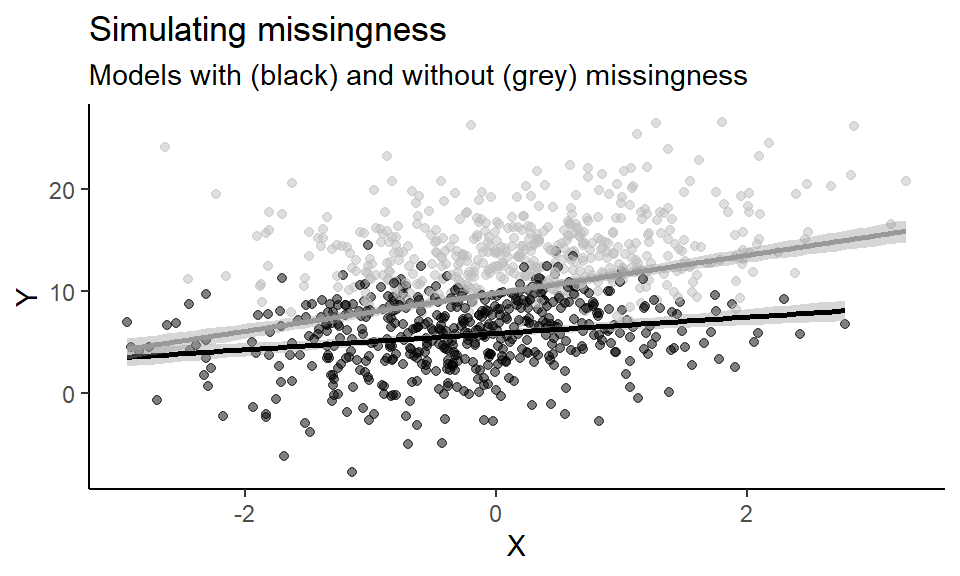 Simulating missingness
Models with (black) and without (grey) missingness
Y
20
10
0
-2 0 2
X